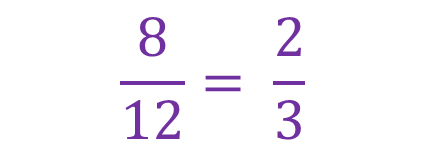 8/12 = 2/3